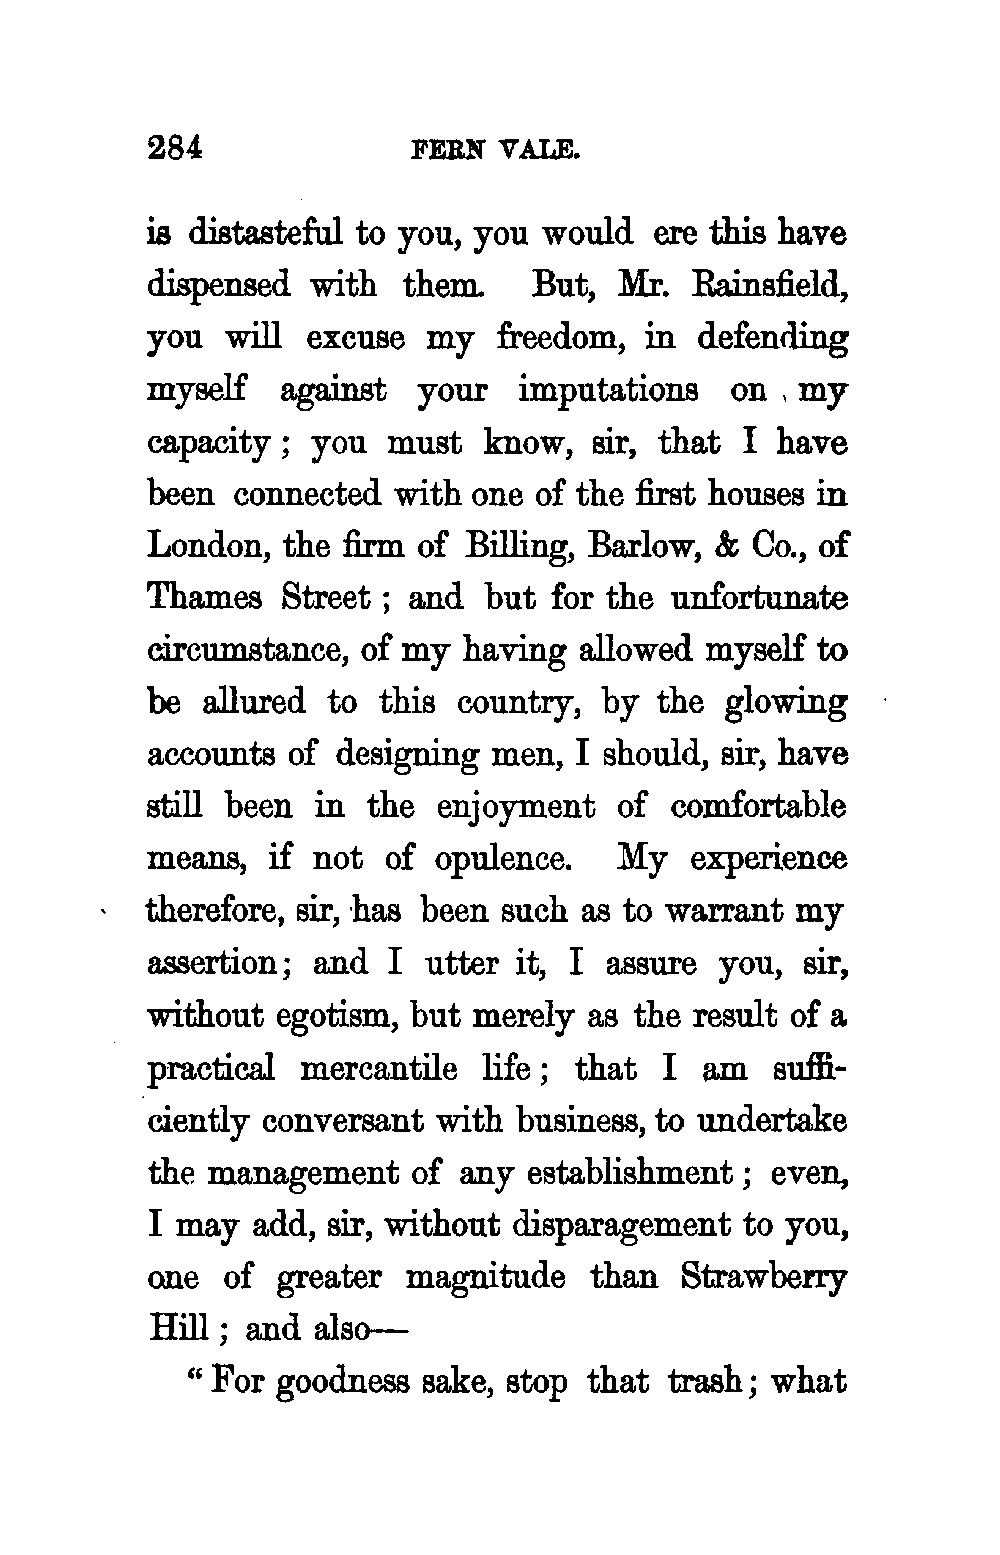 284 FERN VALE.
is distasteful to you, you would ere this have
dispensed with them. But, Mr. Rainsfield,
you will excuse my freedom, in defending
myself against your imputations on my
capacity; you must know, sir, that I have
been connected with one of the first houses in
London, the firm of Billing, Barlow, & Co., of
Thames Street; and but for the unfortunate
circumstance, of my having allowed myself to
be allured to this country, by the glowing
accounts of designing men, I should, sir, have
still been in the enjoyment of comfortable
means, if not of opulence. My experience
therefore, sir, has been such as to warrant my
assertion; and I utter it, I assure you, sir,
without egotism, but merely as the result of a
practical mercantile life; that I am suffi-
ciently conversant with business, to undertake
the management of any establishment; even,
I may add, sir, without disparagement to you,
one of greater magnitude than Strawberry
Hill; and also—
"For goodness sake, stop that trash; what